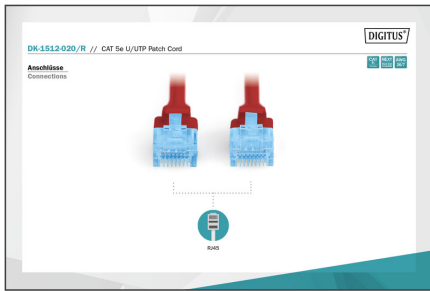 DIGITUS®
DK-1512-020/R // CAT 5e U/UTP Patch Cord
Anschlüsse
Connections
RJ45